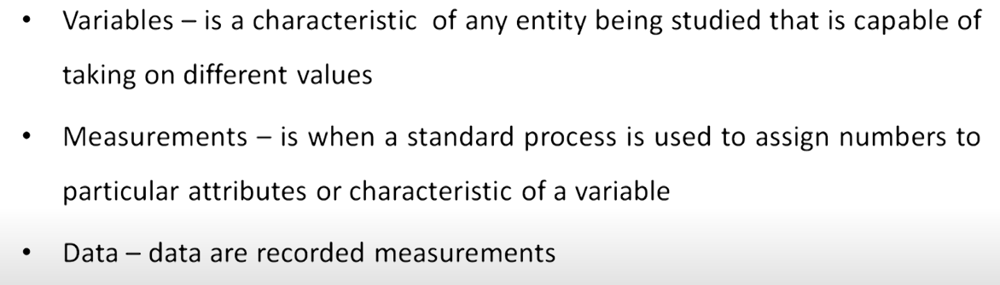 • Variables – is a characteristic of any entity being studied that is capable of
taking on different values
• Measurements – is when a standard process is used to assign numbers to
particular attributes or characteristic of a variable
• Data – data are recorded measurements